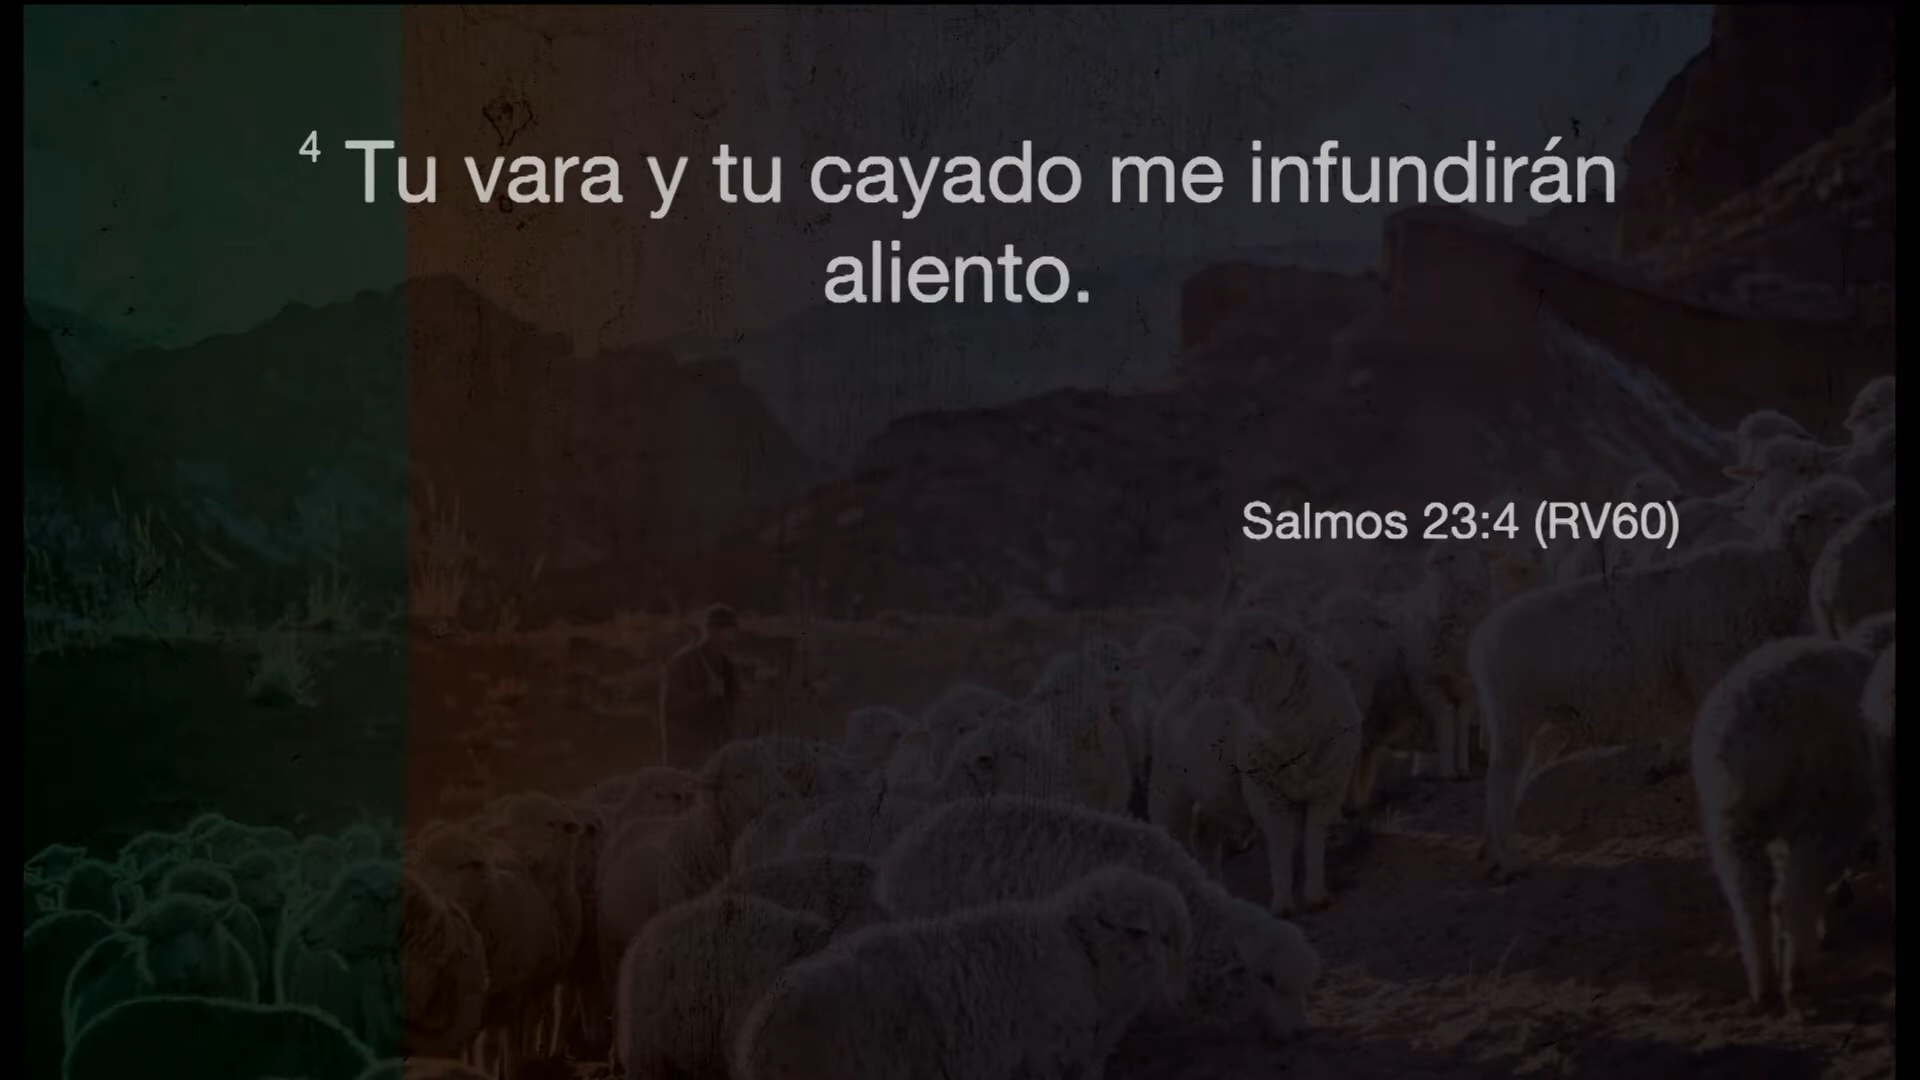 4 Tu vara y tu cayado me infundirán
aliento.
Salmos 23:4 (RV60)